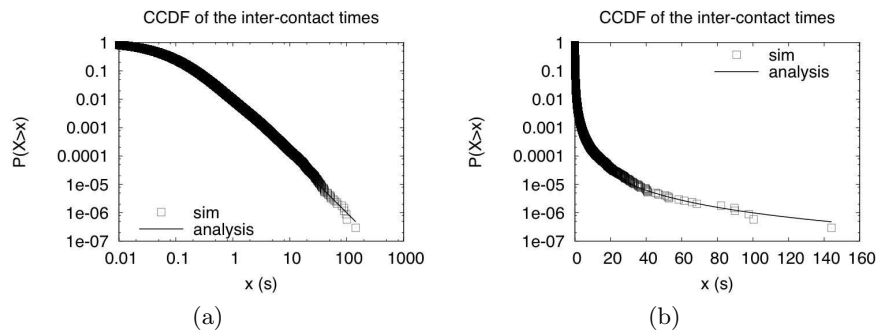 CCDF of the inter-contact times
P(X>x)
1
0.1
0.01
0.001
0.0001
1e-05
1e-06
1e-07
sim
analysis
0.01 0.1 1 10 100 1000
x (s)
(a)
CCDF of the inter-contact times
P(X>x)
1
0.1
0.01
0.001
0.0001
1e-05
1e-06
1e-07
sim
analysis
0 20 40 60 80 100 120 140 160
x (s)
(b)